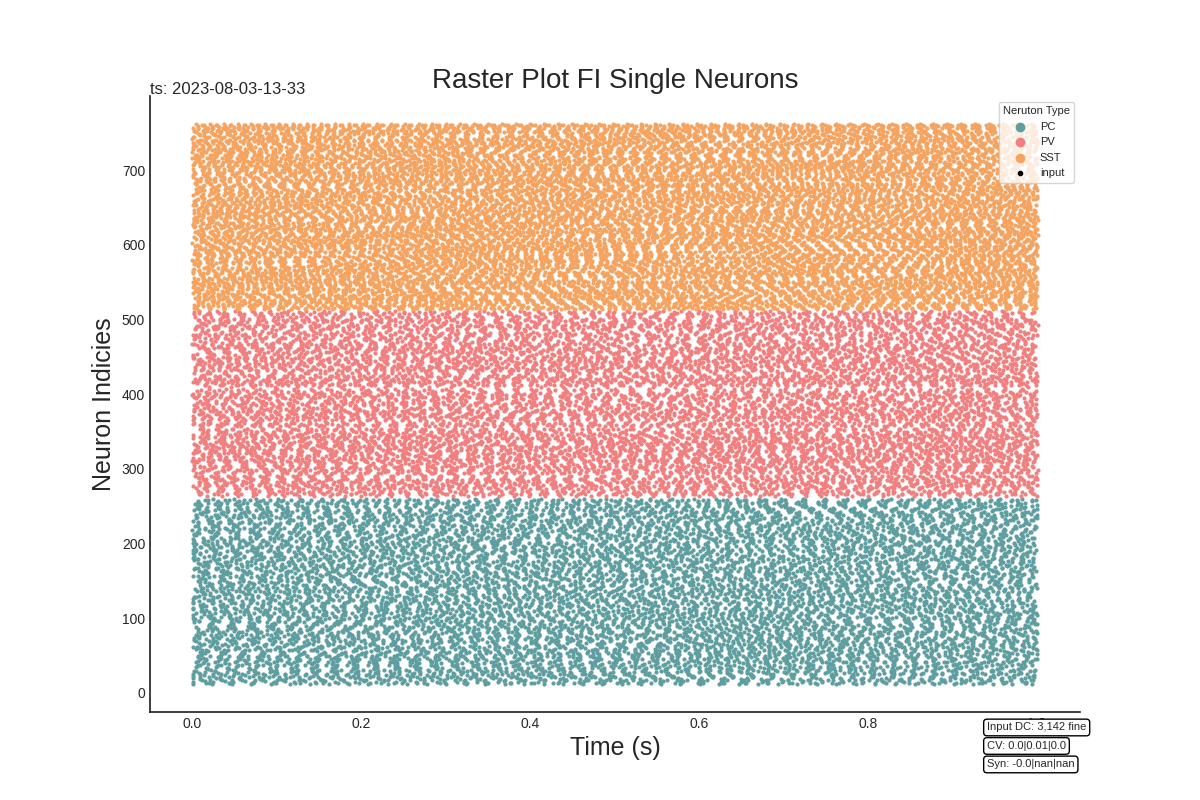 Raster Plot FI Single Neurons
ts: 2023-08-03-13-33
Neruton Type
PC
PV
SST
input
Neuron Indicies
700
600
500
400
300
200
100
0
0.0 0.2 0.4 0.6 0.8
Time (s)
Input DC: 3,142 fine
CV: 0.0|0.01|0.0
Syn: -0.0|nan|nan